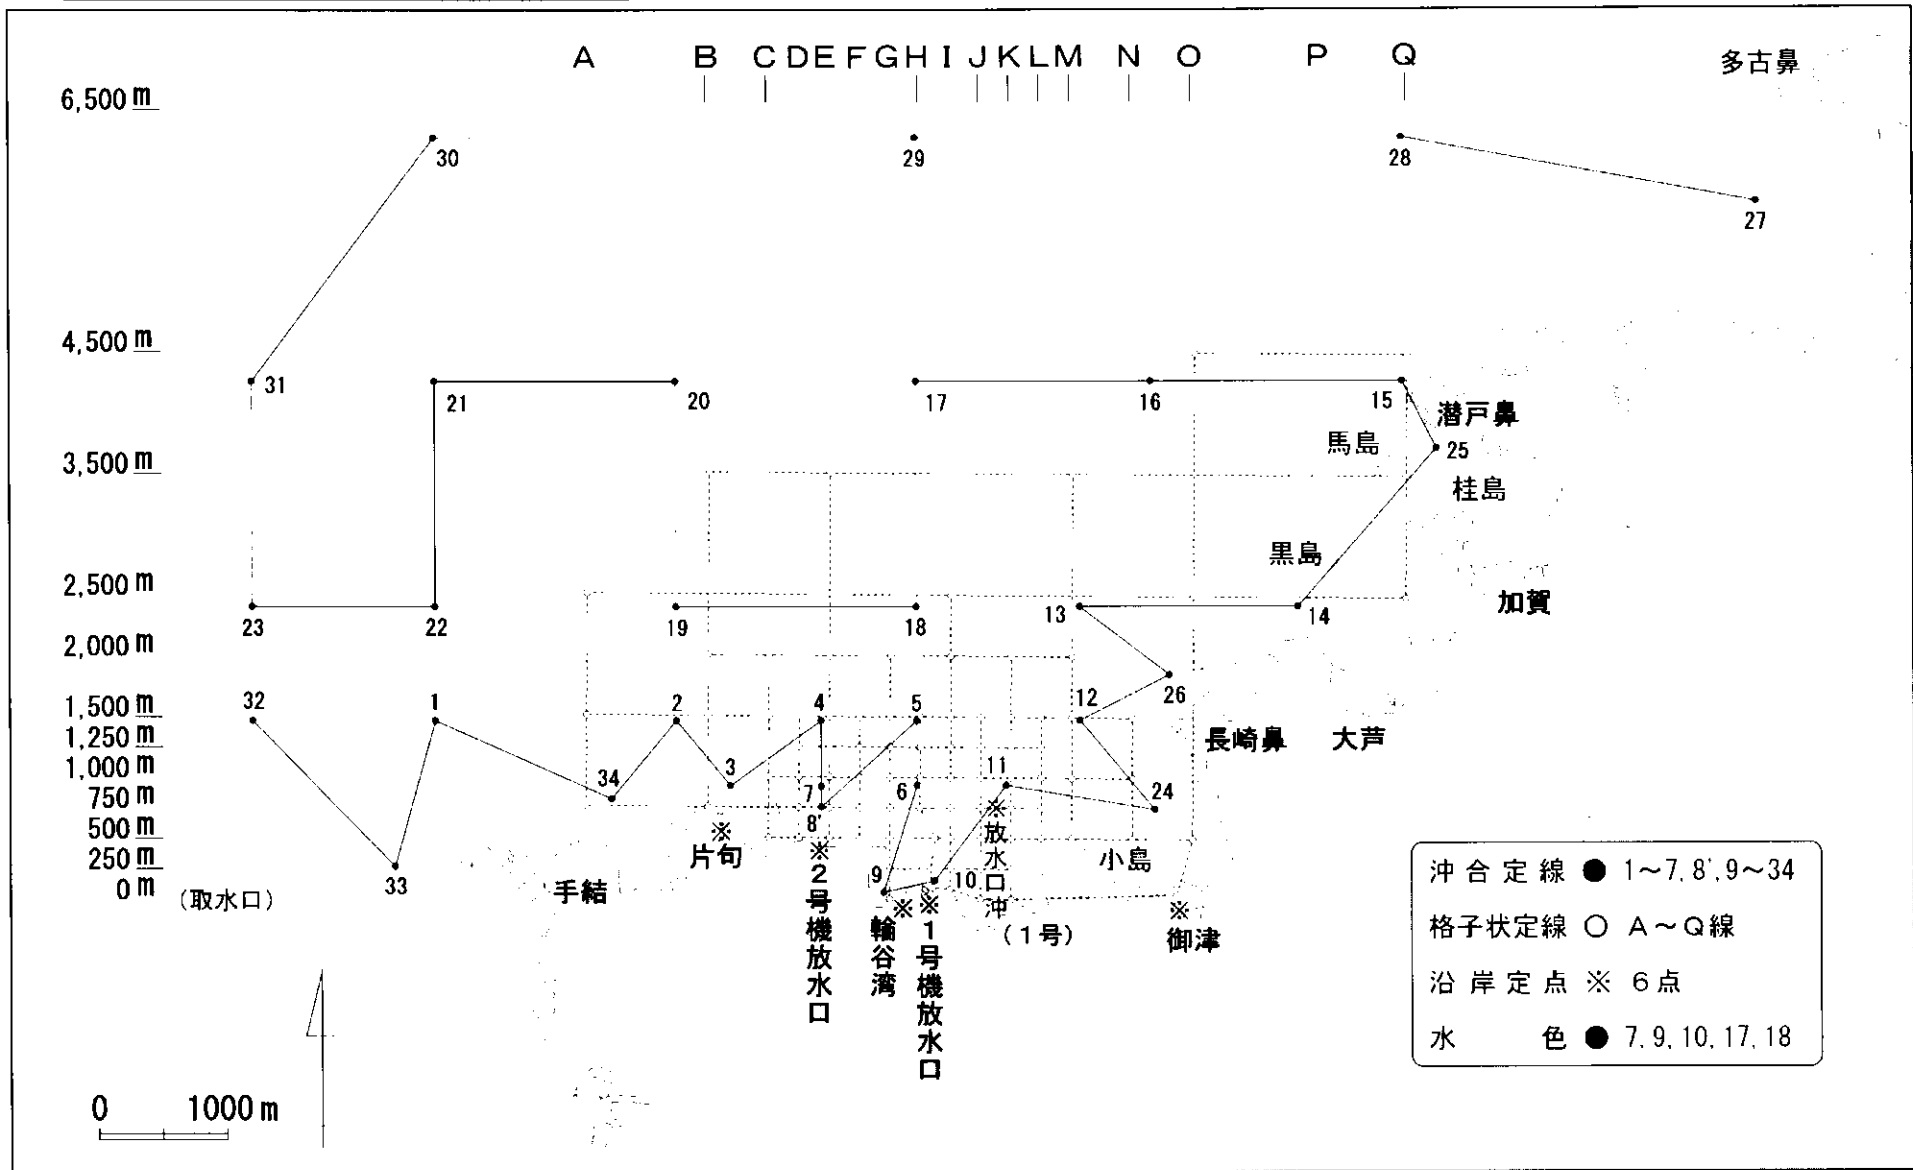 A B C D E F G H I J K L M N O P Q
多古鼻
6,500 m
30
29
28
27
4,500 m
31
21
20
17
16
15
潜戸鼻
馬島
25
3,500 m
桂島
黒島
2,500 m
加賀
23
22
19
18
13
14
2,000 m
26
32
1
2
4
5
12
1,500 m
長崎鼻
大芦
1,250 m
1,000 m
3
11
34
7
6
24
750 m
8'
500 m
※
片句
※
2号機放水口
※
放水口沖
小島
250 m
33
9
10
0 m
(取水口)
手結
※
輪谷湾
※
1号機放水口
(1号)
※
御津
沖合定線 ● 1～7,8',9～34
格子状定線 ○ A～Q線
沿岸定点 ※ 6点
水色 ● 7,9,10,17,18
0 1000 m